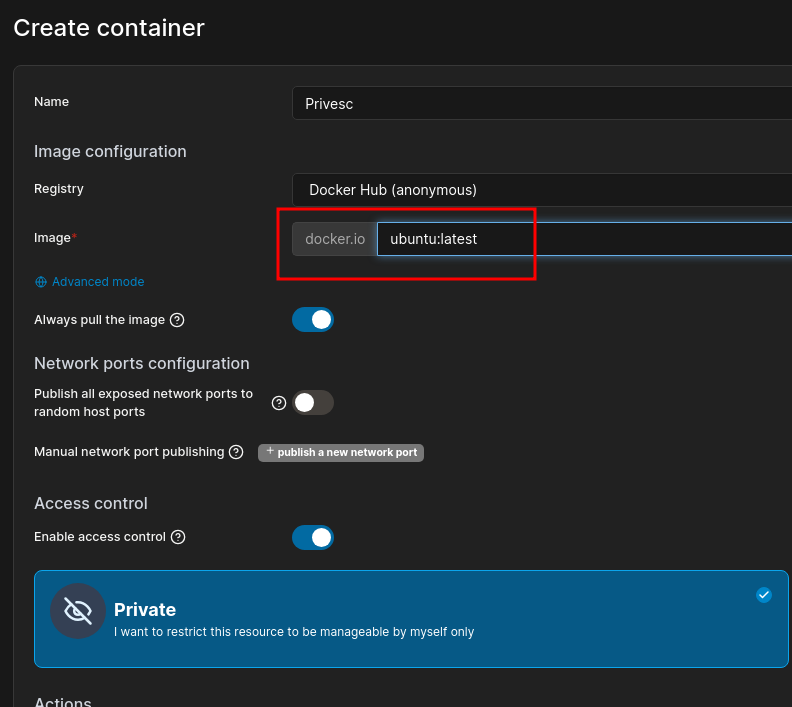 Create container
Name
Privesc
Image configuration
Registry
Docker Hub (anonymous)
Image*
docker.io
ubuntu:latest
Advanced mode
Always pull the image
Network ports configuration
Publish all exposed network ports to
random host ports
Manual network port publishing
+ publish a new network port
Access control
Enable access control
Private
I want to restrict this resource to be manageable by myself only
Actions